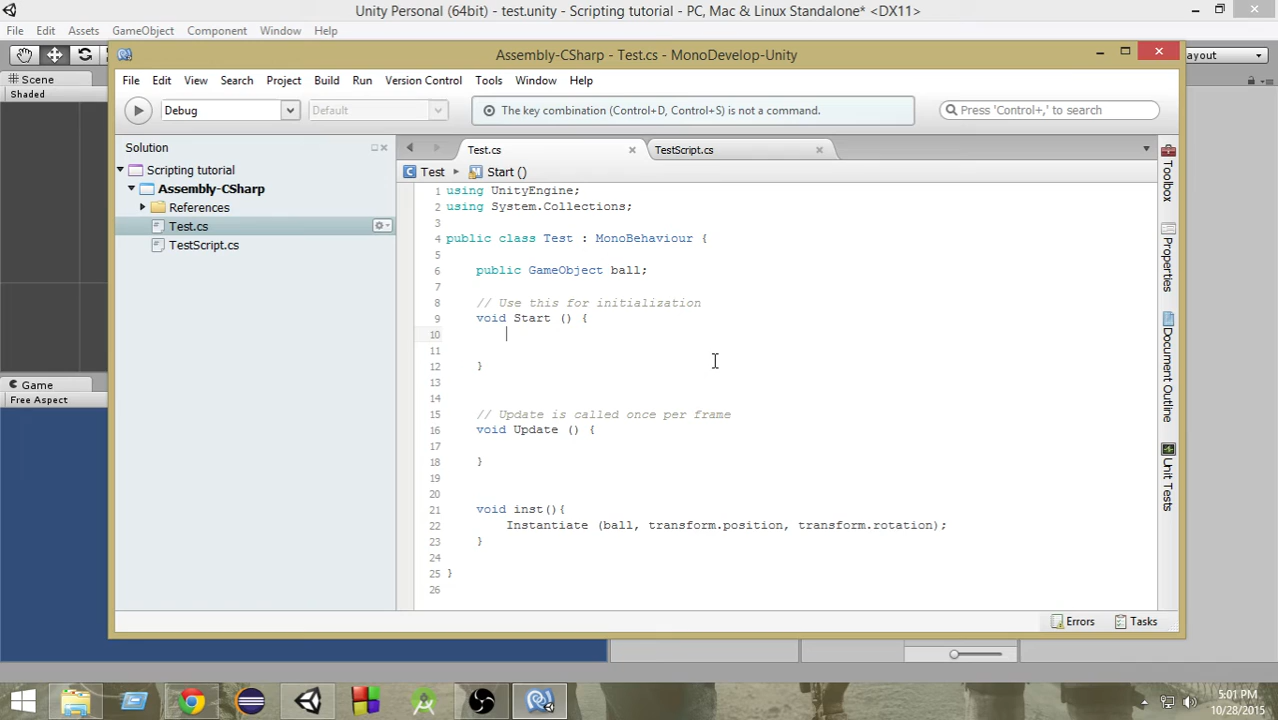 Unity Personal (64bit) - test.unity - Scripting tutorial - PC, Mac & Linux Standalone* <DX11>
File Edit Assets GameObject Component Window Help
Assembly-CSharp - Test.cs - MonoDevelop-Unity
ayout
Scene
Shaded
File Edit View Search Project Build Run Version Control Tools Window Help
Debug
Default
The key combination (Control+D, Control+S) is not a command.
Press 'Control+,' to search
Solution
Scripting tutorial
Assembly-CSharp
References
Test.cs
TestScript.cs
Game
Free Aspect
Test.cs
TestScript.cs
Test
Start ()
1 using UnityEngine;
2 using System.Collections;
3
4 public class Test : MonoBehaviour {
5
6 public GameObject ball;
7
8 // Use this for initialization
9 void Start () {
10
11
12 }
13
14
15 // Update is called once per frame
16 void Update () {
17
18 }
19
20
21 void inst(){
22 Instantiate (ball, transform.position, transform.rotation);
23 }
24
25 }
26
Toolbox
Properties
Document Outline
Unit Tests
Errors
Tasks
5:01 PM
10/28/2015